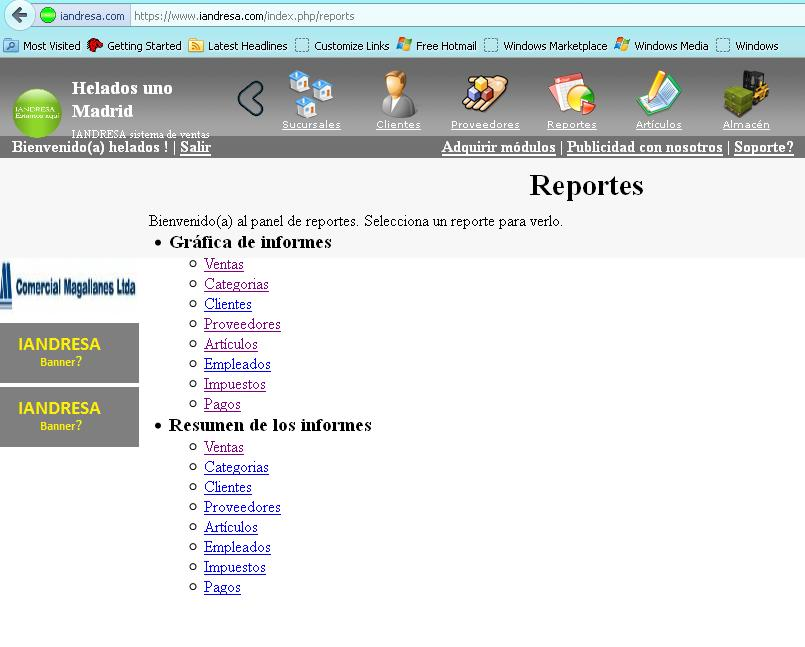 iandresa.com https://www.iandresa.com/index.php/reports
Most Visited Getting Started Latest Headlines Customize Links Free Hotmail Windows Marketplace Windows Media Windows
Helados uno
Madrid
IANDRESA
Estamos aqui
IANDRESA sistema de ventas
Sucursales Clientes Proveedores Reportes Artículos Almacén
Bienvenido(a) helados ! | Salir
Adquirir módulos | Publicidad con nosotros | Soporte?
Reportes
Bienvenido(a) al panel de reportes. Selecciona un reporte para verlo.
Gráfica de informes
Ventas
Categorias
Clientes
Proveedores
Artículos
Empleados
Impuestos
Pagos
Resumen de los informes
Ventas
Categorias
Clientes
Proveedores
Artículos
Empleados
Impuestos
Pagos
Comercial Magallanes Ltda
IANDRESA
Banner?
IANDRESA
Banner?